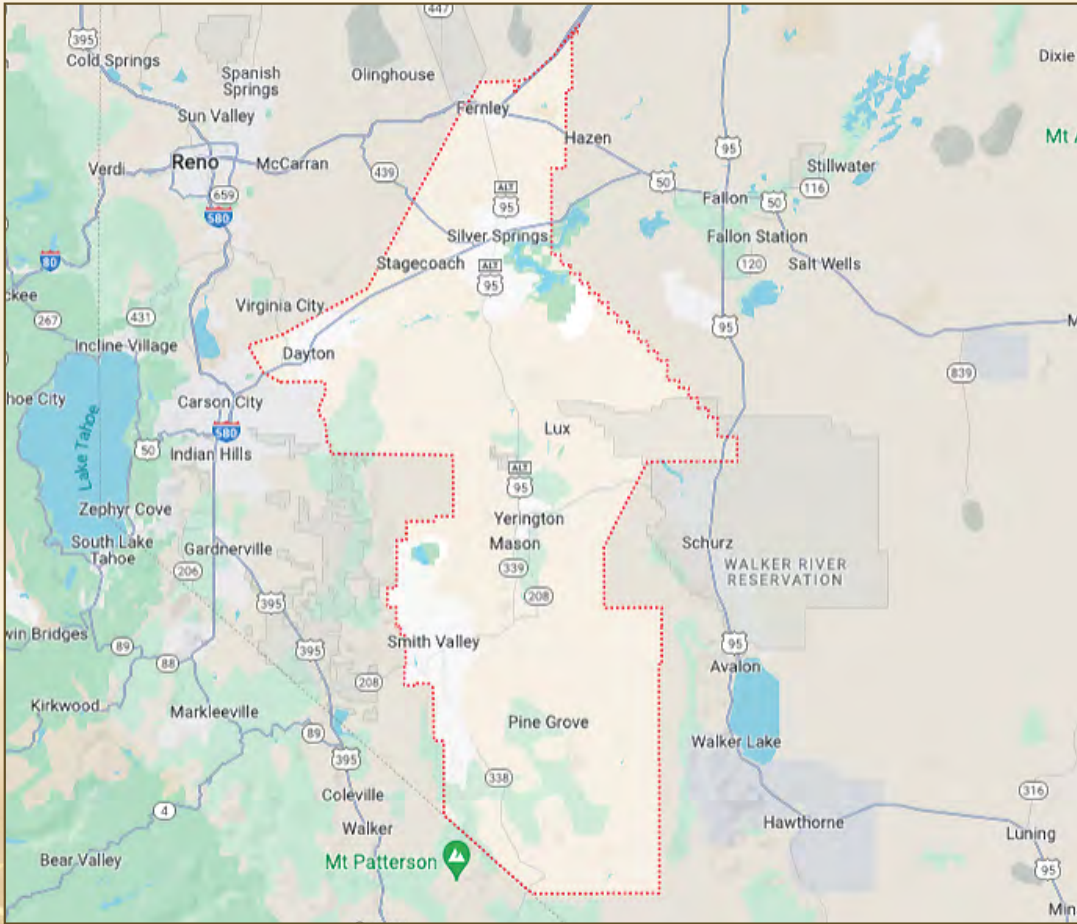 447
395
Cold Springs
Spanish
Springs
Olinghouse
Dixie
Sun Valley
Fernley
Hazen
Mt
Verdi
Reno
McCarran
439
95
Stillwater
659
ALT
95
50
116
Fallon
50
580
Silver Springs
Fallon Station
80
Stagecoach
ALT
95
120
Salt Wells
ckee
Virginia City
267
431
95
M
Incline Village
Dayton
839
hoe City
Carson City
Lake Tahoe
580
Lux
50
Indian Hills
ALT
95
Zephyr Cove
Yerington
South Lake
Tahoe
Gardnerville
Mason
Schurz
206
339
WALKER RIVER
RESERVATION
208
395
win Bridges
89
395
Smith Valley
95
88
Avalon
208
Kirkwood
Markleeville
Pine Grove
89
Walker Lake
395
338
Coleville
316
4
Walker
Hawthorne
Luning
Bear Valley
Mt Patterson
95
Min